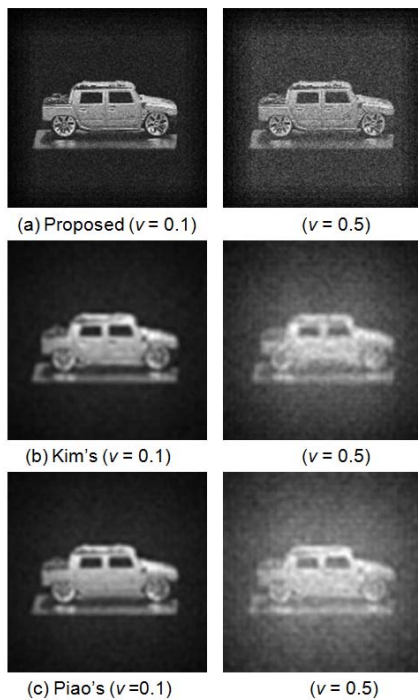 (a) Proposed (v = 0.1) (v = 0.5)
(b) Kim's (v = 0.1) (v = 0.5)
(c) Piao's (v =0.1) (v = 0.5)